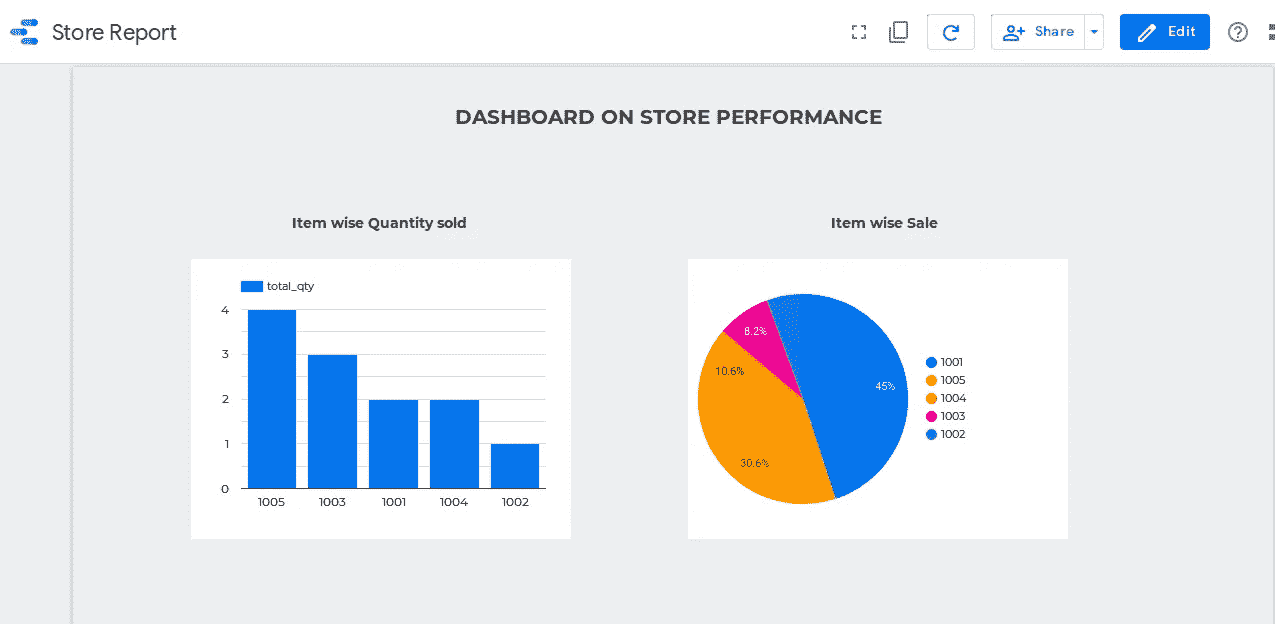 Store Report
Share
Edit
DASHBOARD ON STORE PERFORMANCE
Item wise Quantity sold
Item wise Sale
total_qty
4
3
2
1
0
1005 1003 1001 1004 1002
8.2%
10.6%
45%
30.6%
1001
1005
1004
1003
1002